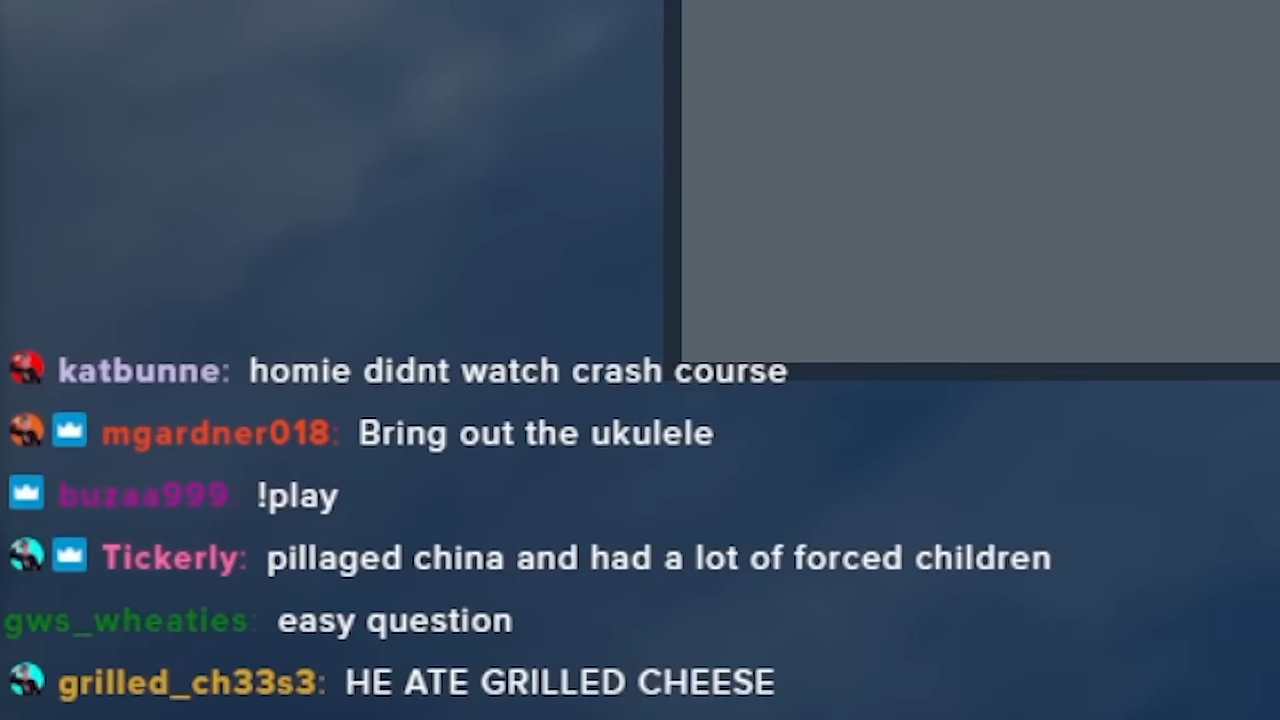 katbunne: homie didnt watch crash course
mgardner018: Bring out the ukulele
buzaa999: !play
Tickerly: pillaged china and had a lot of forced children
gws_wheaties: easy question
grilled_ch33s3: HE ATE GRILLED CHEESE